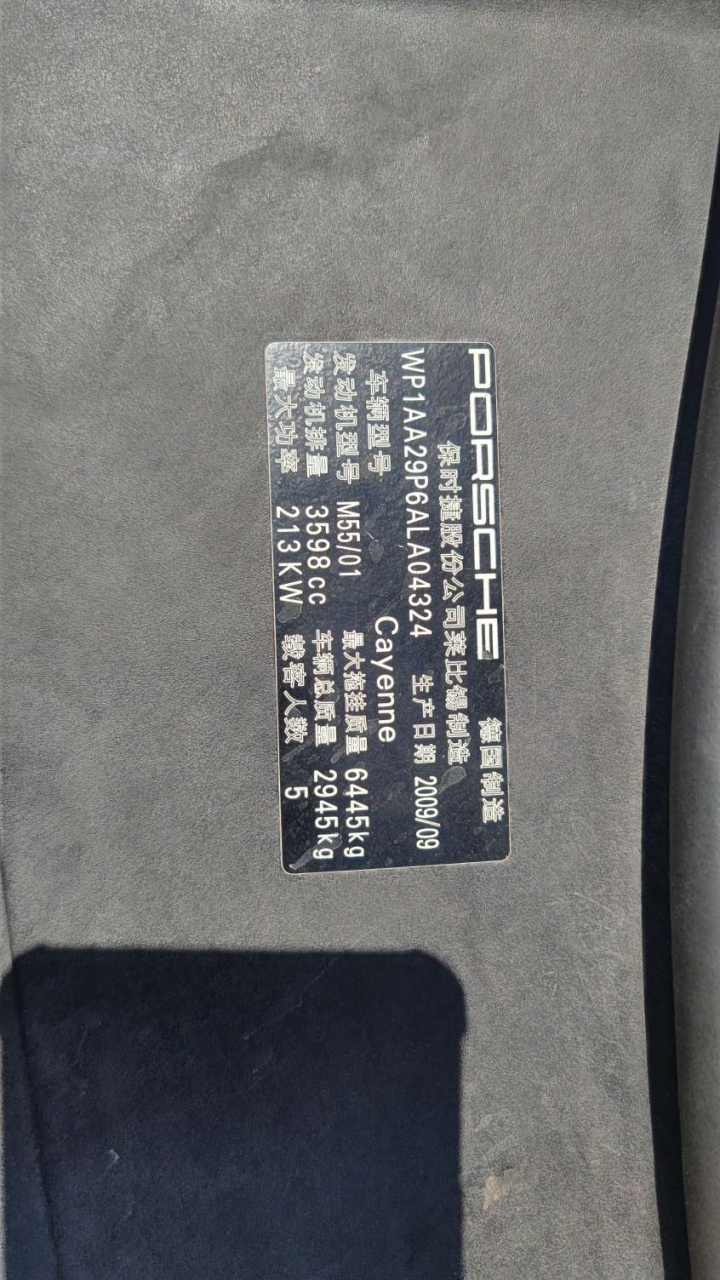 PORSCHE 德国制造
保时捷股份公司莱比锡制造
WP1AA29P6ALA04324 生产日期 2009/09
车辆型号 Cayenne
发动机型号 M55/01 最大拖挂质量 6445kg
发动机排量 3598cc 车辆总质量 2945kg
最大功率 213KW 载客人数 5